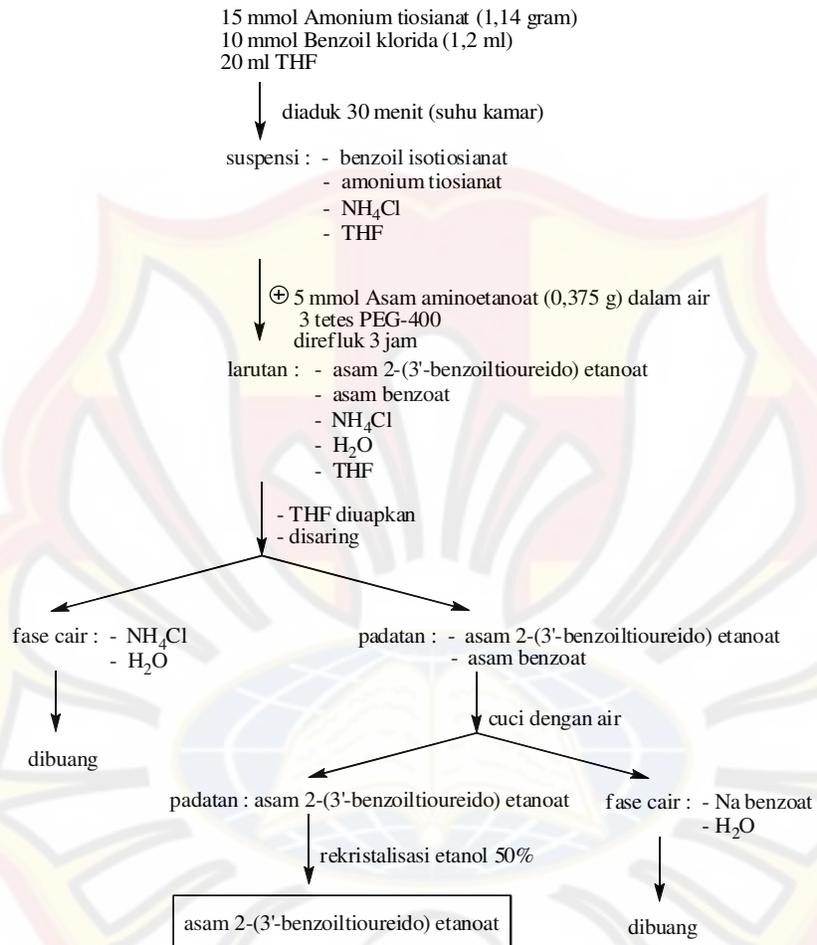 15 mmol Amonium tiosianat (1,14 gram)
10 mmol Benzoil klorida (1,2 ml)
20 ml THF
diaduk 30 menit (suhu kamar)
suspensi : - benzoil isotiosianat
- amonium tiosianat
- NH₄Cl
- THF
⊕ 5 mmol Asam aminoetanoat (0,375 g) dalam air
3 tetes PEG-400
direfluk 3 jam
larutan : - asam 2-(3'-benzoiltioureido) etanoat
- asam benzoat
- NH₄Cl
- H₂O
- THF
- THF diuapkan
- disaring
fase cair : - NH₄Cl
- H₂O
dibuang
padatan : - asam 2-(3'-benzoiltioureido) etanoat
- asam benzoat
cuci dengan air
padatan : asam 2-(3'-benzoiltioureido) etanoat
rekristalisasi etanol 50%
asam 2-(3'-benzoiltioureido) etanoat
fase cair : - Na benzoat
- H₂O
dibuang